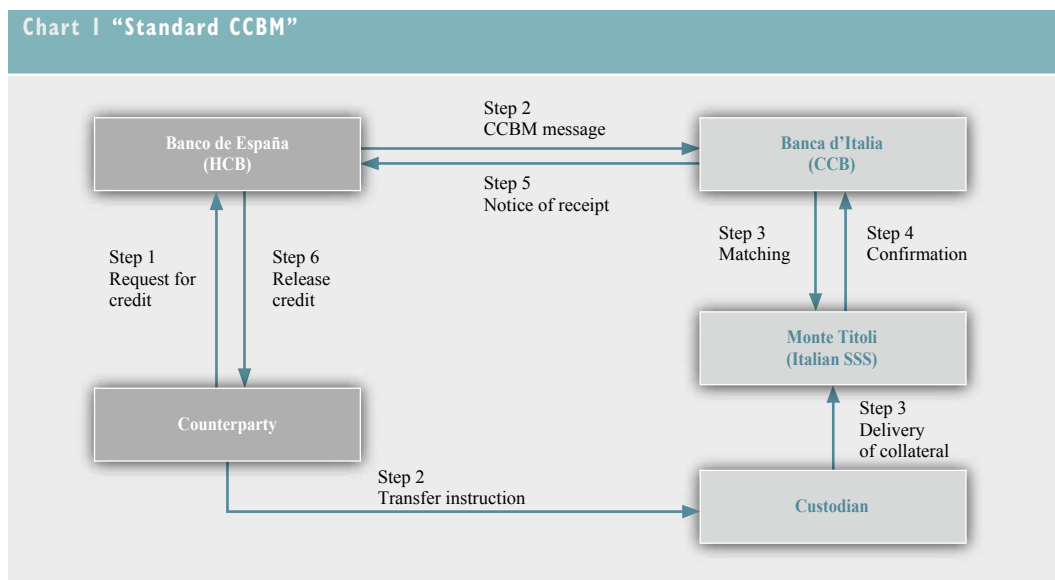 Chart 1 “Standard CCBM”
Step 2
CCBM message
Banco de España
(HCB)
Banca d’Italia
(CCB)
Step 5
Notice of receipt
Step 1
Request for
credit
Step 6
Release
credit
Step 3
Matching
Step 4
Confirmation
Monte Titoli
(Italian SSS)
Counterparty
Step 3
Delivery
of collateral
Step 2
Transfer instruction
Custodian